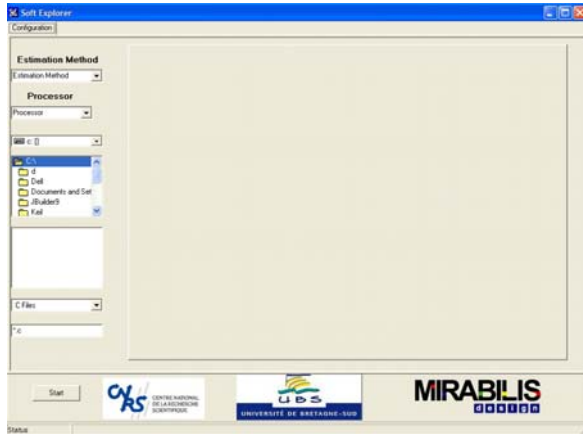 Soft Explorer
Configuration
Estimation Method
Estimation Method
Processor
Processor
c: []
C:\
d
Dell
Documents and Set
JBuilder9
Keil
C Files
*.c
Start
CNRS
CENTRE NATIONAL
DE LA RECHERCHE
SCIENTIFIQUE
UBS
UNIVERSITÉ DE BRETAGNE-SUD
MIRABILIS
design
Status